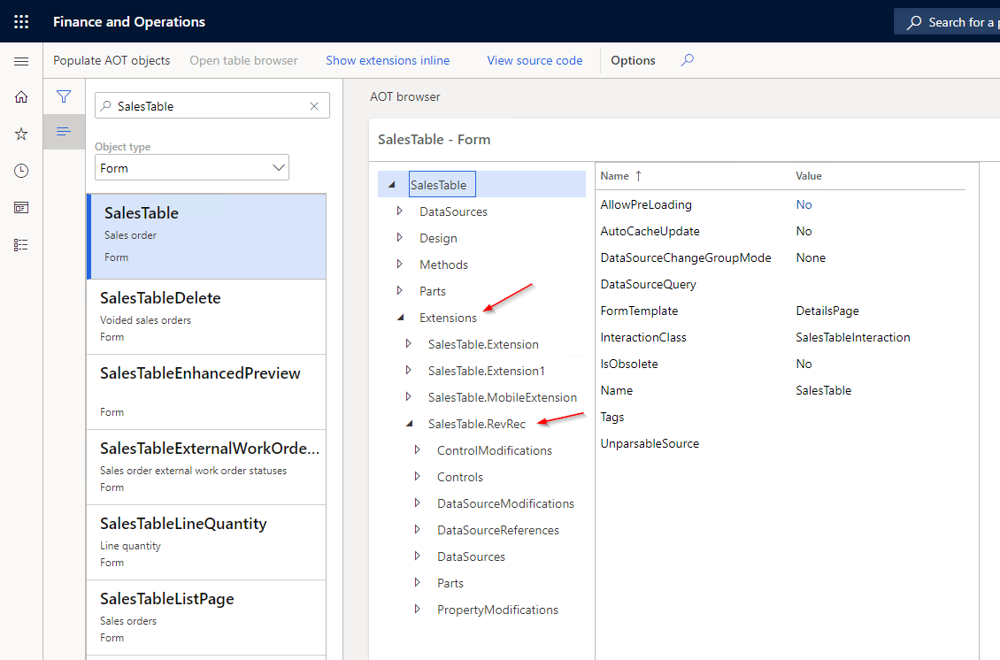 Finance and Operations
Search for a p
Populate AOT objects
Open table browser
Show extensions inline
View source code
Options
SalesTable
Object type
Form
SalesTable
Sales order
Form
SalesTableDelete
Voided sales orders
Form
SalesTableEnhancedPreview
Form
SalesTableExternalWorkOrde...
Sales order external work order statuses
Form
SalesTableLineQuantity
Line quantity
Form
SalesTableListPage
Sales orders
Form
AOT browser
SalesTable - Form
SalesTable
DataSources
Design
Methods
Parts
Extensions
SalesTable.Extension
SalesTable.Extension1
SalesTable.MobileExtension
SalesTable.RevRec
ControlModifications
Controls
DataSourceModifications
DataSourceReferences
DataSources
Parts
PropertyModifications
Name ↑ Value
AllowPreLoading No
AutoCacheUpdate No
DataSourceChangeGroupMode None
DataSourceQuery
FormTemplate DetailsPage
InteractionClass SalesTableInteraction
IsObsolete No
Name SalesTable
Tags
UnparsableSource